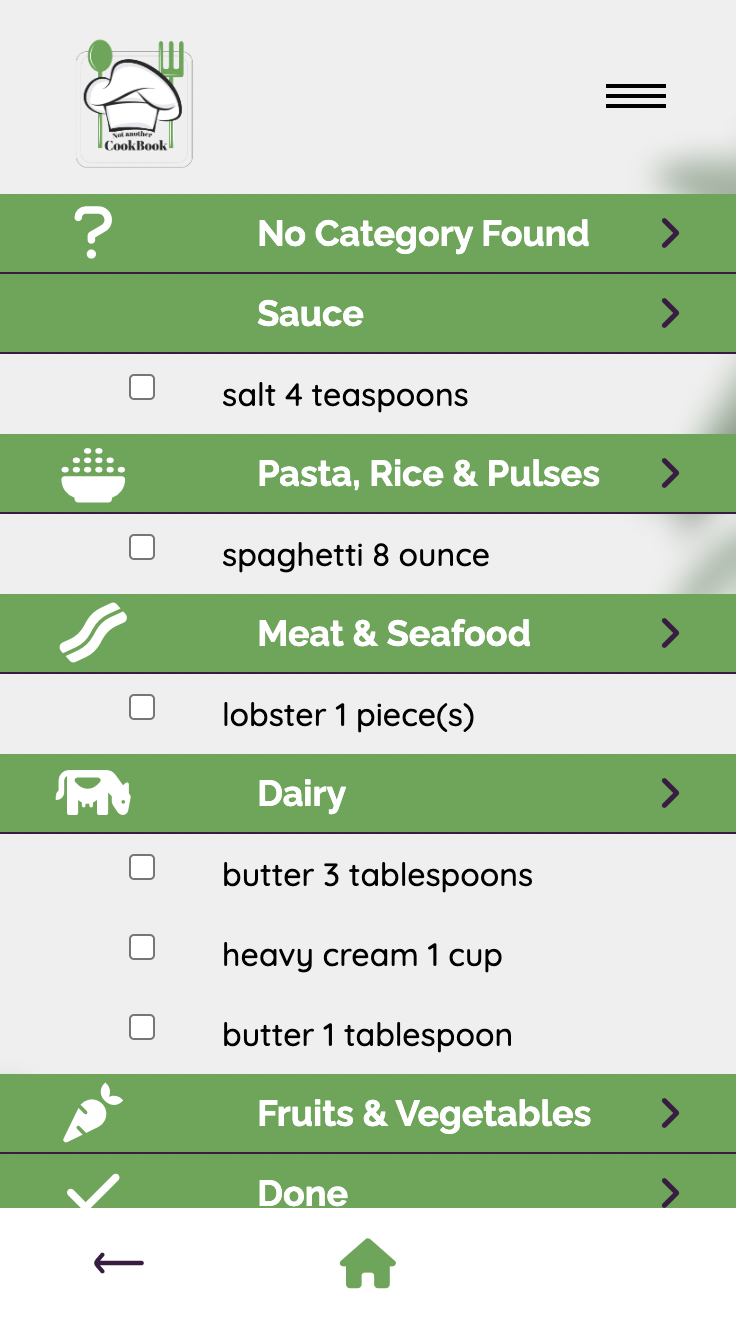 Not another
CookBook
No Category Found
Sauce
salt 4 teaspoons
Pasta, Rice & Pulses
spaghetti 8 ounce
Meat & Seafood
lobster 1 piece(s)
Dairy
butter 3 tablespoons
heavy cream 1 cup
butter 1 tablespoon
Fruits & Vegetables
Done